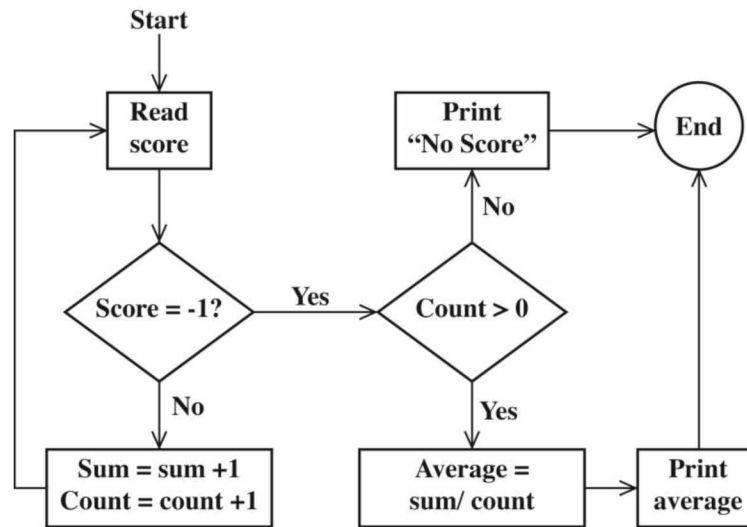 Start
Read
score
Score = -1?
Yes
No
Sum = sum +1
Count = count +1
Print
“No Score”
End
No
Count > 0
Yes
Average =
sum/ count
Print
average